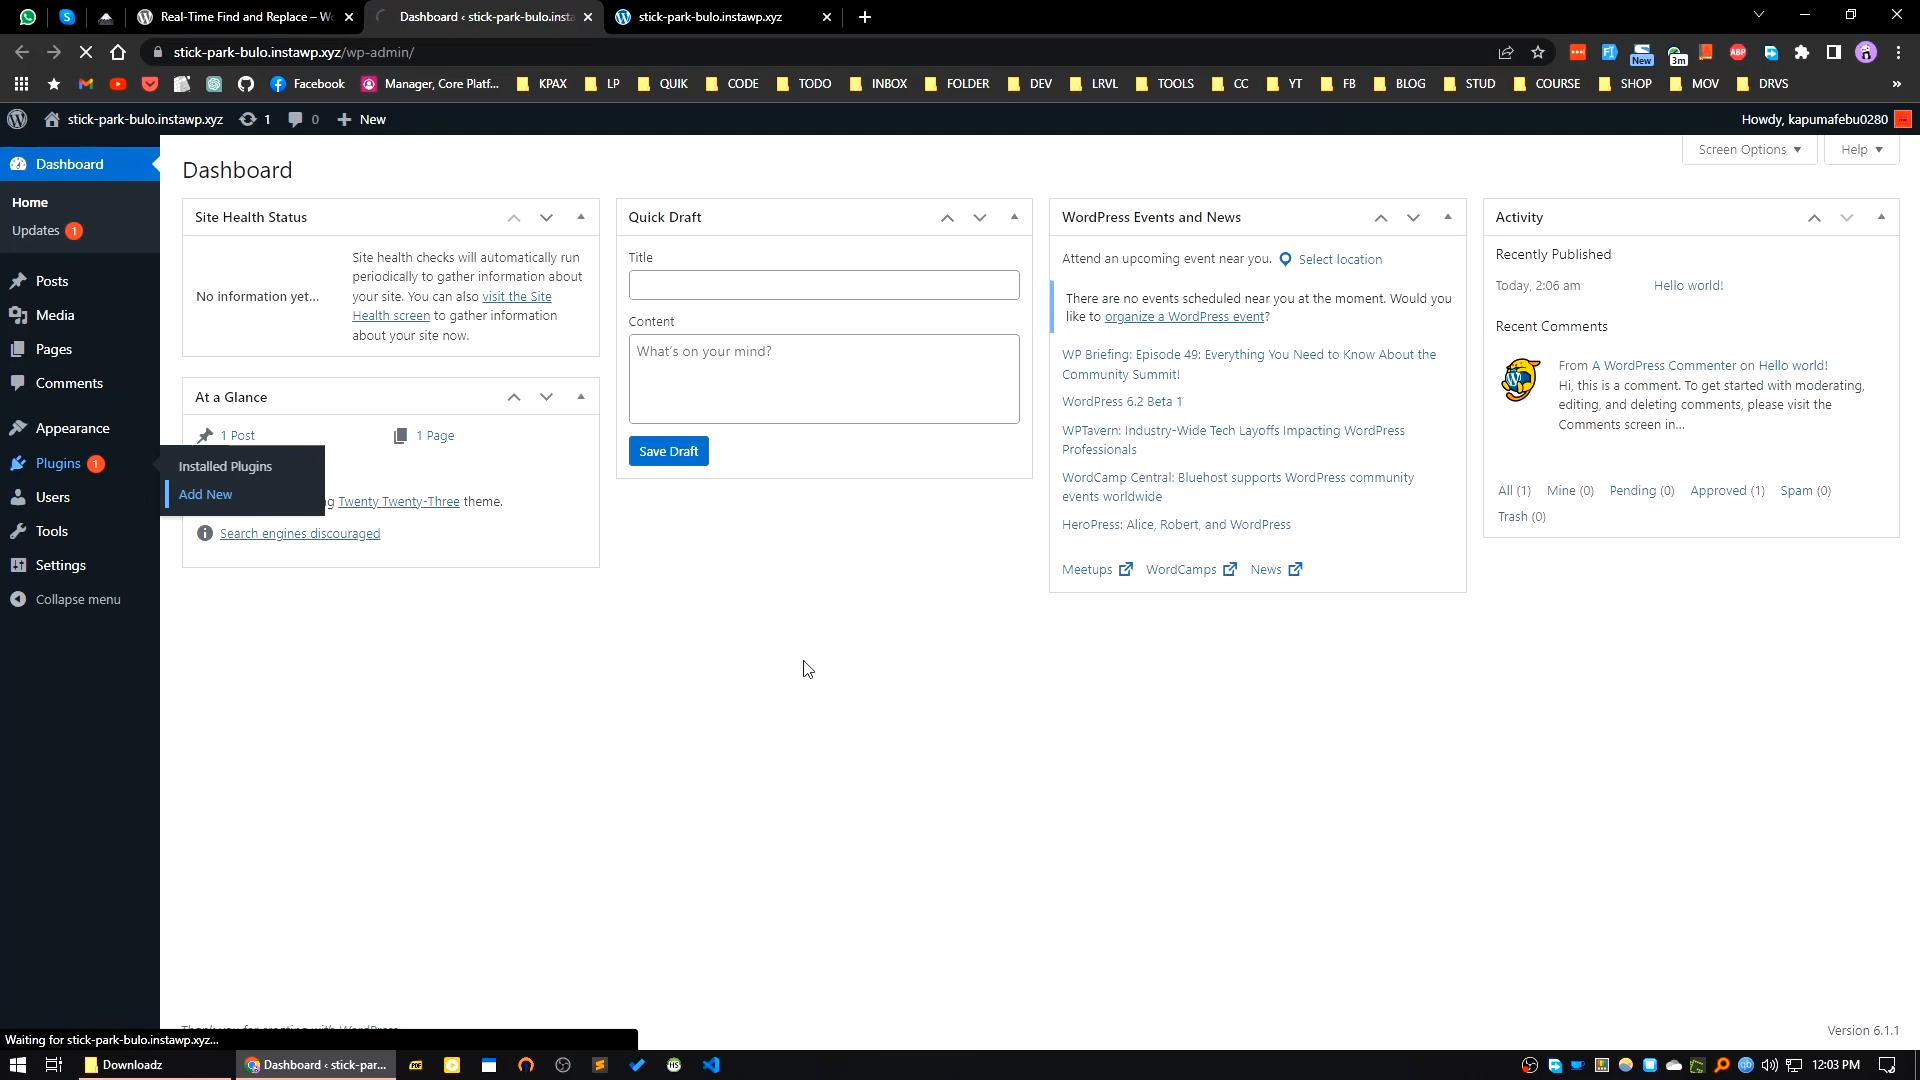 Real-Time Find and Replace – Wo
Dashboard ‹ stick-park-bulo.insta
stick-park-bulo.instawp.xyz
stick-park-bulo.instawp.xyz/wp-admin/
New
3m
ABP
Facebook
Manager, Core Platf...
KPAX
LP
QUIK
CODE
TODO
INBOX
FOLDER
DEV
LRVL
TOOLS
CC
YT
FB
BLOG
STUD
COURSE
SHOP
MOV
DRVS
»
stick-park-bulo.instawp.xyz
1
0
New
Howdy, kapumafebu0280
Dashboard
Home
Updates 1
Posts
Media
Pages
Comments
Appearance
Plugins 1
Users
Tools
Settings
Collapse menu
Installed Plugins
Add New
Dashboard
Screen Options
Help
Site Health Status
No information yet...
Site health checks will automatically run
periodically to gather information about
your site. You can also visit the Site
Health screen to gather information
about your site now.
At a Glance
1 Post
1 Page
g Twenty Twenty-Three theme.
Search engines discouraged
Quick Draft
Title
Content
What's on your mind?
Save Draft
WordPress Events and News
Attend an upcoming event near you. Select location
There are no events scheduled near you at the moment. Would you
like to organize a WordPress event?
WP Briefing: Episode 49: Everything You Need to Know About the
Community Summit!
WordPress 6.2 Beta 1
WPTavern: Industry-Wide Tech Layoffs Impacting WordPress
Professionals
WordCamp Central: Bluehost supports WordPress community
events worldwide
HeroPress: Alice, Robert, and WordPress
Meetups
WordCamps
News
Activity
Recently Published
Today, 2:06 am
Hello world!
Recent Comments
From A WordPress Commenter on Hello world!
Hi, this is a comment. To get started with moderating,
editing, and deleting comments, please visit the
Comments screen in...
All (1) Mine (0) Pending (0) Approved (1) Spam (0)
Trash (0)
Thank you for creating with WordPress.
Version 6.1.1
Waiting for stick-park-bulo.instawp.xyz...
Downloadz
Dashboard ‹ stick-par...
12:03 PM